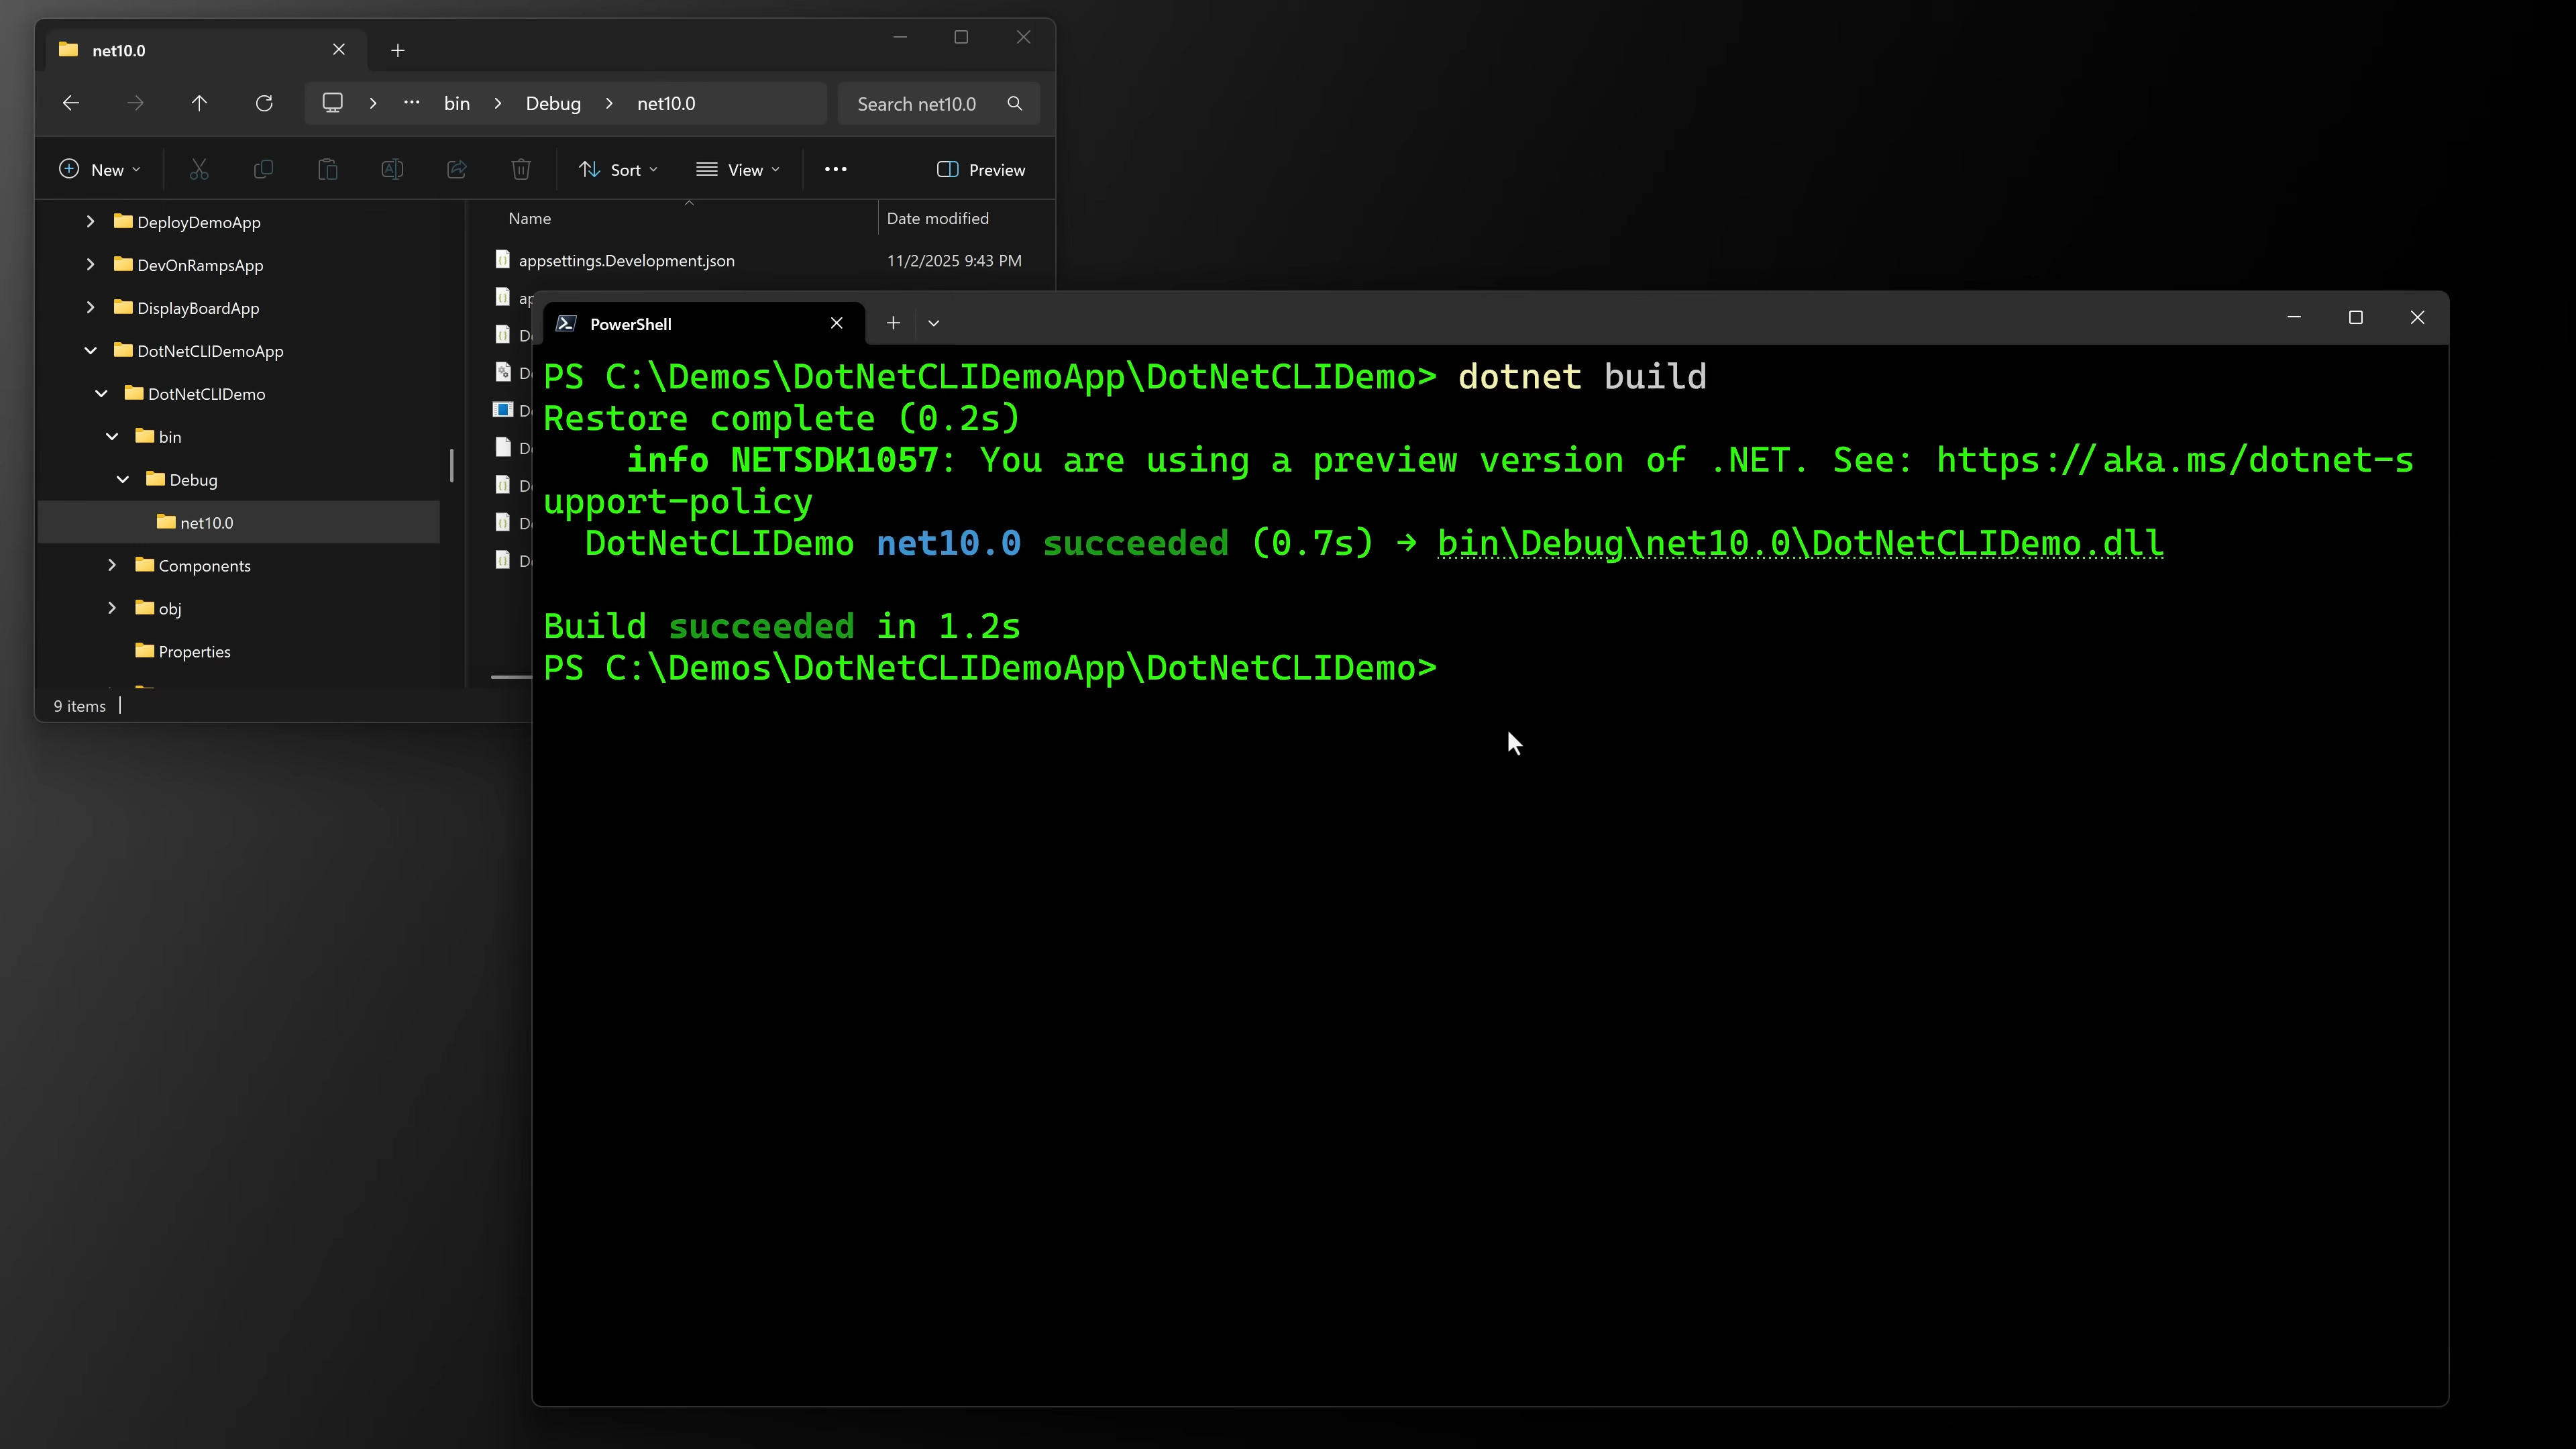 net10.0
bin Debug net10.0
Search net10.0
New
Sort
View
Preview
DeployDemoApp
DevOnRampsApp
DisplayBoardApp
DotNetCLIDemoApp
DotNetCLIDemo
bin
Debug
net10.0
Components
obj
Properties
Name Date modified
appsettings.Development.json 11/2/2025 9:43 PM
9 items
PowerShell
PS C:\Demos\DotNetCLIDemoApp\DotNetCLIDemo> dotnet build
Restore complete (0.2s)
info NETSDK1057: You are using a preview version of .NET. See: https://aka.ms/dotnet-s
upport-policy
DotNetCLIDemo net10.0 succeeded (0.7s) → bin\Debug\net10.0\DotNetCLIDemo.dll
Build succeeded in 1.2s
PS C:\Demos\DotNetCLIDemoApp\DotNetCLIDemo>